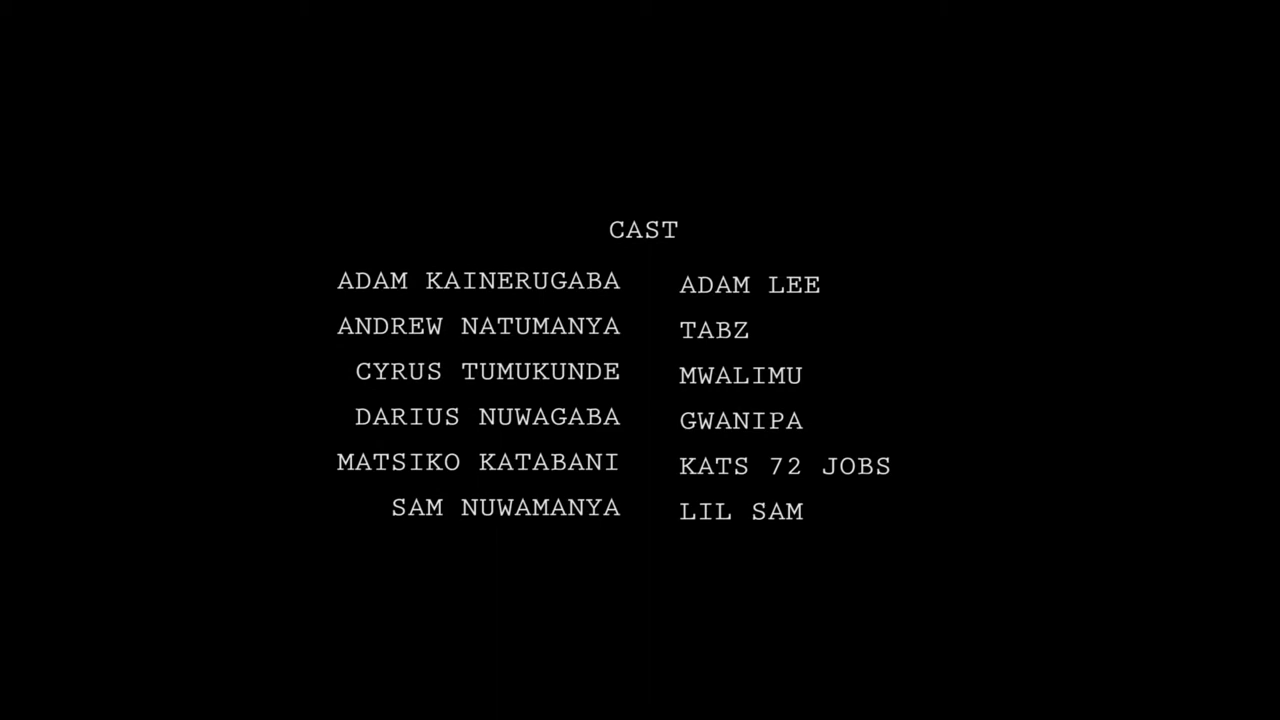 CAST
ADAM KAINERUGABA ADAM LEE
ANDREW NATUMANYA TABZ
CYRUS TUMUKUNDE MWALIMU
DARIUS NUWAGABA GWANIPA
MATSIKO KATABANI KATS 72 JOBS
SAM NUWAMANYA LIL SAM